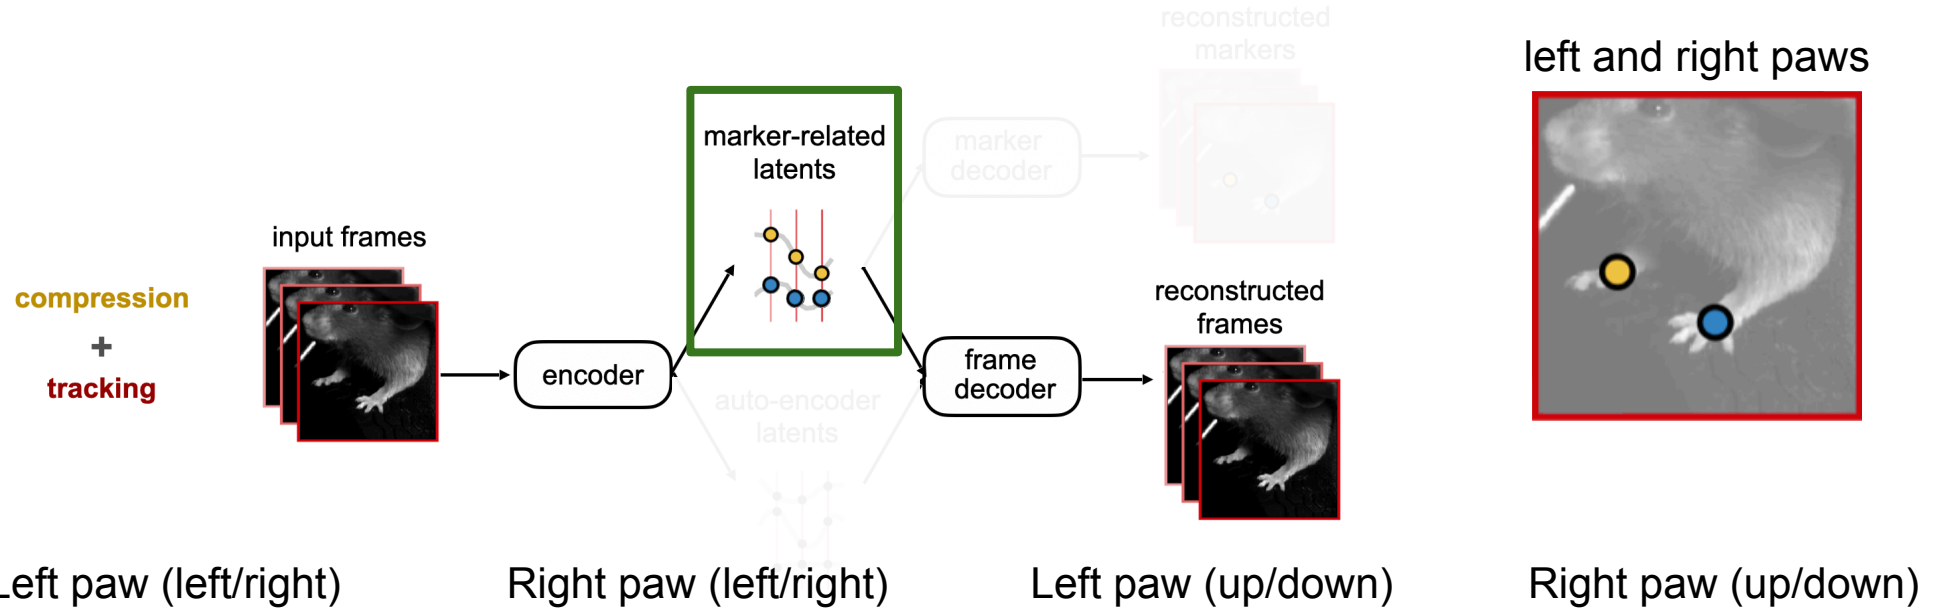 reconstructed
markers
left and right paws
marker-related
latents
marker
decoder
input frames
compression
+
tracking
reconstructed
frames
encoder
frame
decoder
auto-encoder
latents
Left paw (left/right)
Right paw (left/right)
Left paw (up/down)
Right paw (up/down)